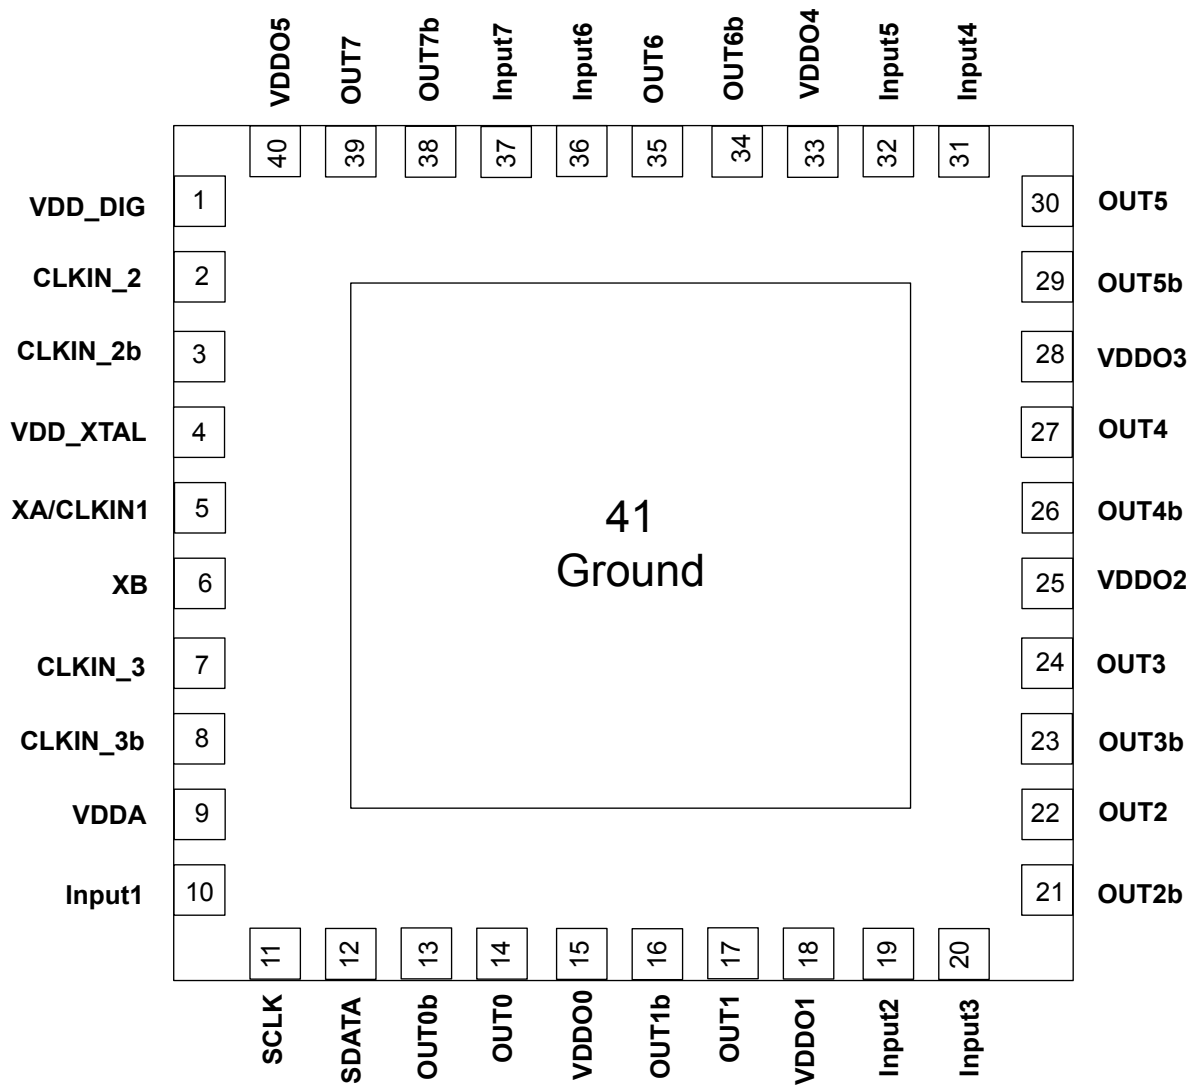 VDDO5
OUT7
OUT7b
Input7
Input6
OUT6
OUT6b
VDDO4
Input5
Input4
40
39
38
37
36
35
34
33
32
31
VDD_DIG
1
30
OUT5
CLKIN_2
2
29
OUT5b
CLKIN_2b
3
28
VDDO3
VDD_XTAL
4
27
OUT4
XA/CLKIN1
5
41
Ground
26
OUT4b
XB
6
25
VDDO2
CLKIN_3
7
24
OUT3
CLKIN_3b
8
23
OUT3b
VDDA
9
22
OUT2
Input1
10
21
OUT2b
11
12
13
14
15
16
17
18
19
20
SCLK
SDATA
OUT0b
OUT0
VDDO0
OUT1b
OUT1
VDDO1
Input2
Input3